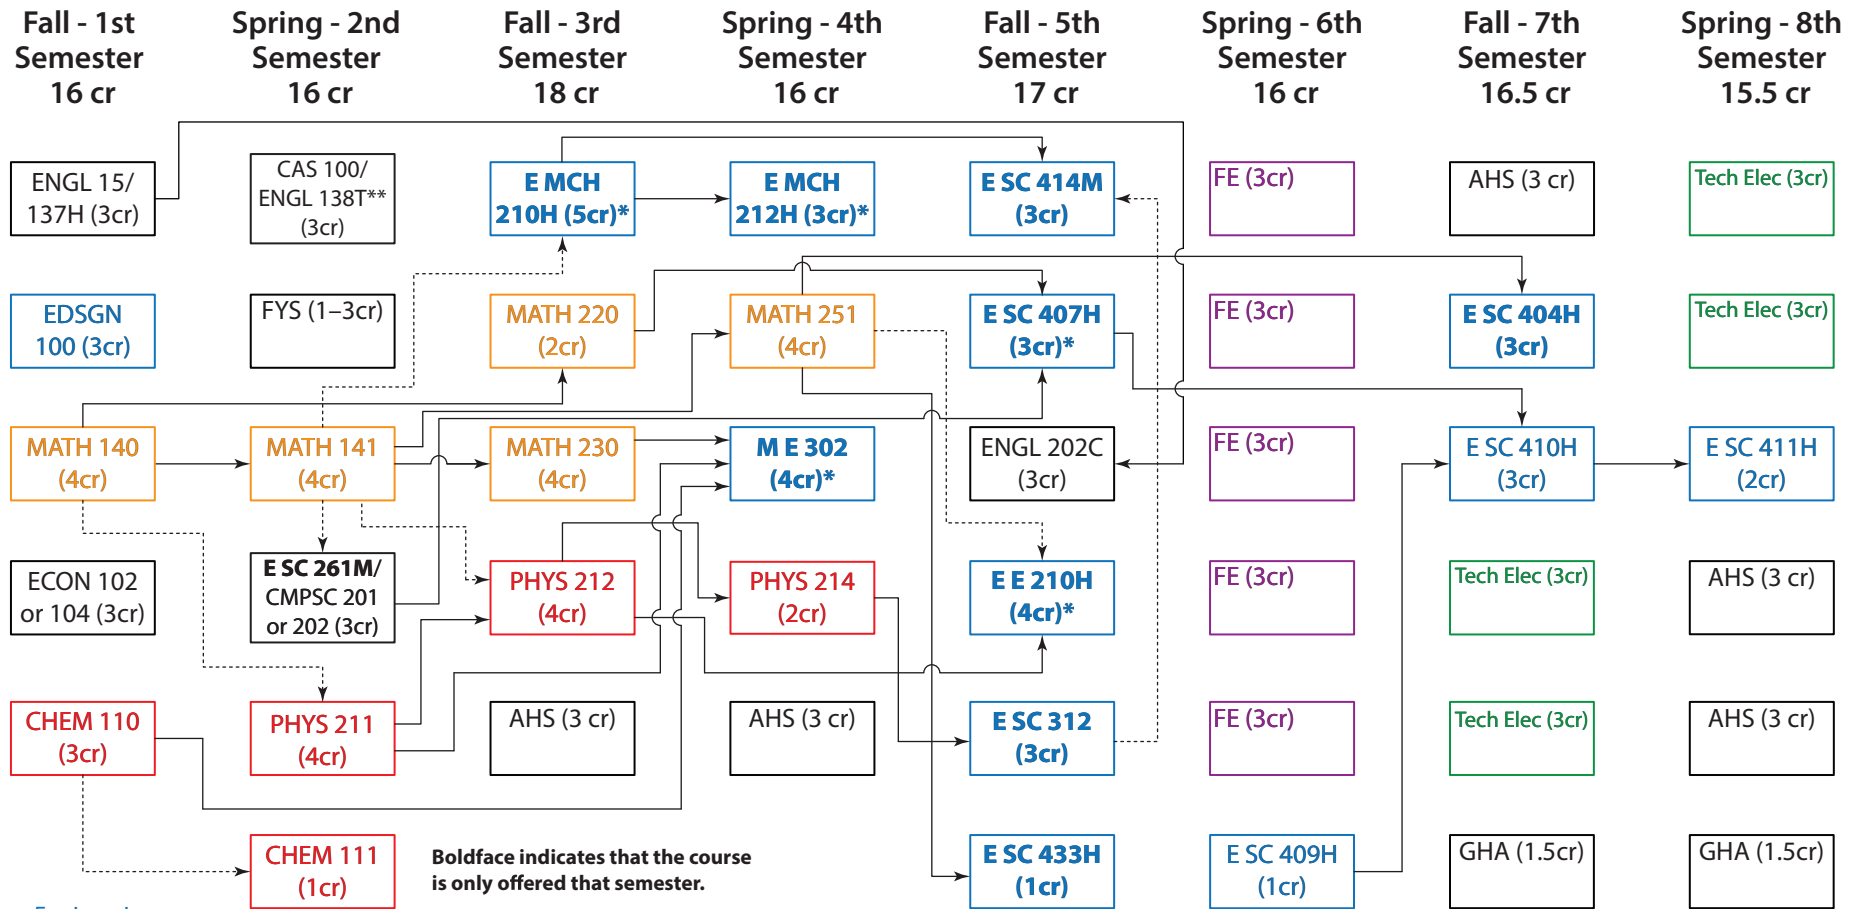 Fall - 1st
Semester
16 cr
Spring - 2nd
Semester
16 cr
Fall - 3rd
Semester
18 cr
Spring - 4th
Semester
16 cr
Fall - 5th
Semester
17 cr
Spring - 6th
Semester
16 cr
Fall - 7th
Semester
16.5 cr
Spring - 8th
Semester
15.5 cr
ENGL 15/
137H (3cr)
CAS 100/
ENGL 138T**
(3cr)
E MCH
210H (5cr)*
E MCH
212H (3cr)*
E SC 414M
(3cr)
FE (3cr)
AHS (3 cr)
Tech Elec (3cr)
EDSGN
100 (3cr)
FYS (1–3cr)
MATH 220
(2cr)
MATH 251
(4cr)
E SC 407H
(3cr)*
FE (3cr)
E SC 404H
(3cr)
Tech Elec (3cr)
MATH 140
(4cr)
MATH 141
(4cr)
MATH 230
(4cr)
M E 302
(4cr)*
ENGL 202C
(3cr)
FE (3cr)
E SC 410H
(3cr)
E SC 411H
(2cr)
ECON 102
or 104 (3cr)
E SC 261M/
CMPSC 201
or 202 (3cr)
PHYS 212
(4cr)
PHYS 214
(2cr)
E E 210H
(4cr)*
FE (3cr)
Tech Elec (3cr)
AHS (3 cr)
CHEM 110
(3cr)
PHYS 211
(4cr)
AHS (3 cr)
AHS (3 cr)
E SC 312
(3cr)
FE (3cr)
Tech Elec (3cr)
AHS (3 cr)
CHEM 111
(1cr)
Boldface indicates that the course
is only offered that semester.
E SC 433H
(1cr)
E SC 409H
(1cr)
GHA (1.5cr)
GHA (1.5cr)